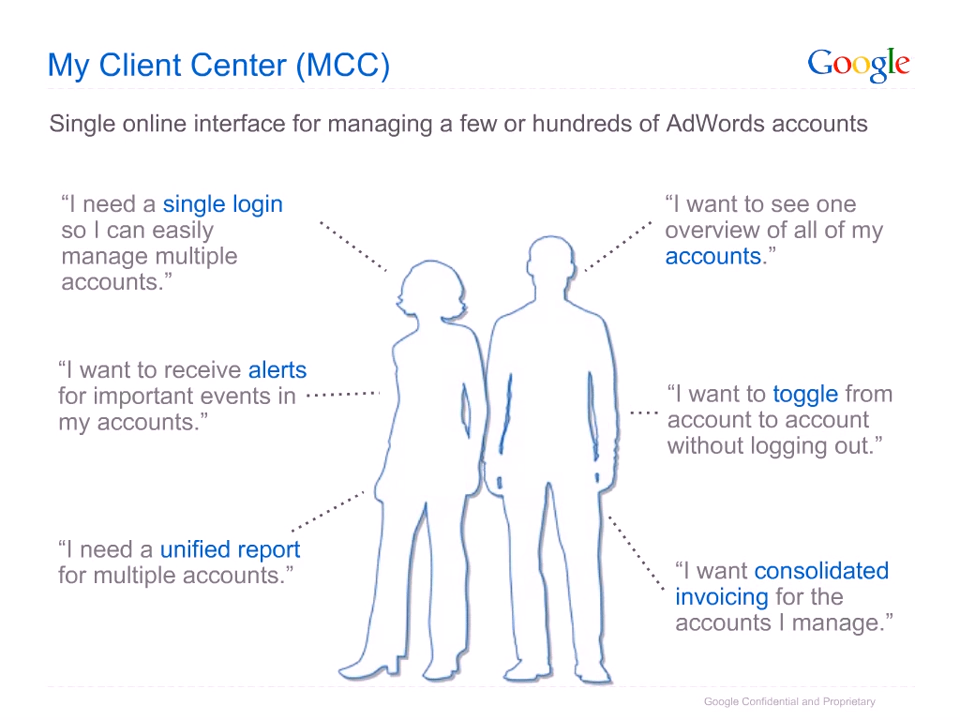 My Client Center (MCC)
Google
Single online interface for managing a few or hundreds of AdWords accounts
“I need a single login
so I can easily
manage multiple
accounts.”
“I want to see one
overview of all of my
accounts.”
“I want to receive alerts
for important events in
my accounts.”
“I want to toggle from
account to account
without logging out.”
“I need a unified report
for multiple accounts.”
“I want consolidated
invoicing for the
accounts I manage.”
Google Confidential and Proprietary